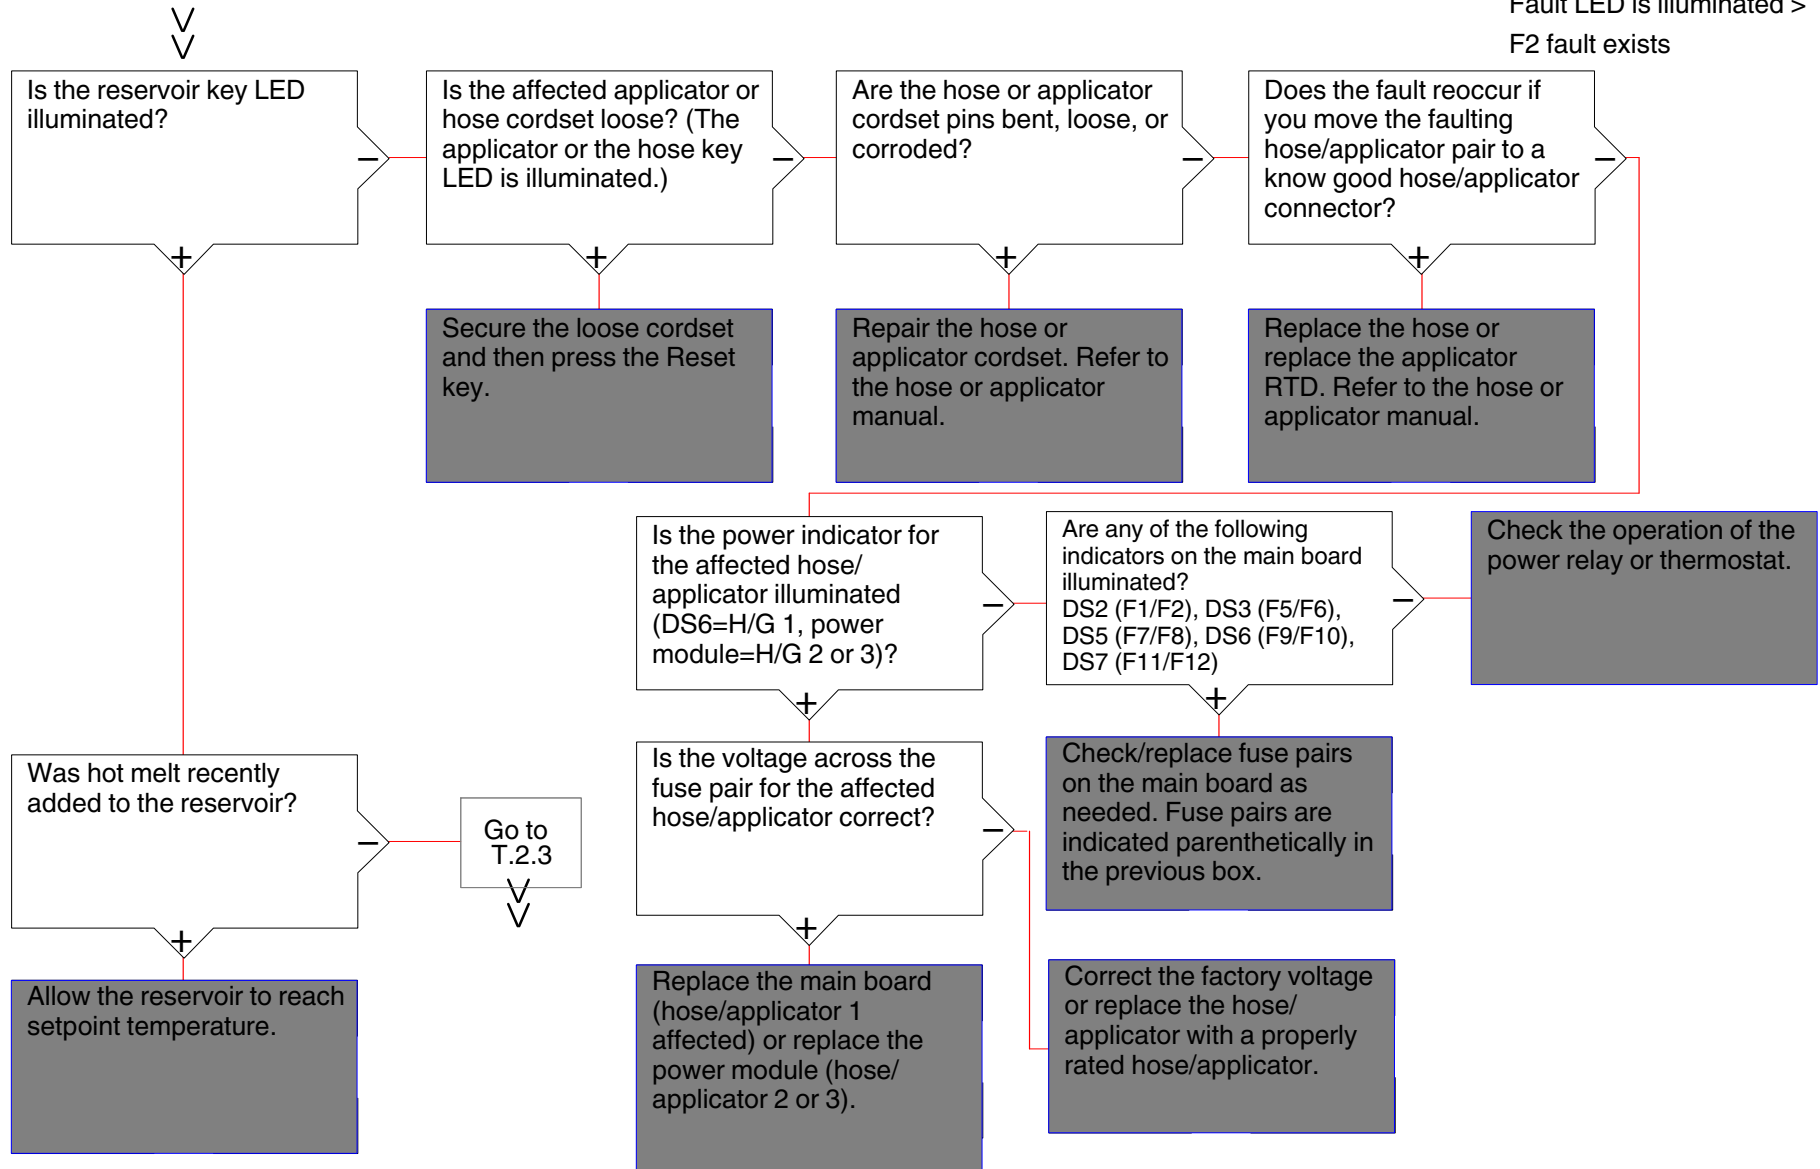 Fault LED is illuminated >
F2 fault exists
Is the reservoir key LED
illuminated?
–
+
Is the affected applicator or
hose cordset loose? (The
applicator or the hose key
LED is illuminated.)
–
+
Are the hose or applicator
cordset pins bent, loose, or
corroded?
–
+
Does the fault reoccur if
you move the faulting
hose/applicator pair to a
know good hose/applicator
connector?
–
+
Secure the loose cordset
and then press the Reset
key.
Repair the hose or
applicator cordset. Refer to
the hose or applicator
manual.
Replace the hose or
replace the applicator
RTD. Refer to the hose or
applicator manual.
Is the power indicator for
the affected hose/
applicator illuminated
(DS6=H/G 1, power
module=H/G 2 or 3)?
–
+
Are any of the following
indicators on the main board
illuminated?
DS2 (F1/F2), DS3 (F5/F6),
DS5 (F7/F8), DS6 (F9/F10),
DS7 (F11/F12)
–
+
Check the operation of the
power relay or thermostat.
Was hot melt recently
added to the reservoir?
–
+
Go to
T.2.3
Is the voltage across the
fuse pair for the affected
hose/applicator correct?
–
+
Check/replace fuse pairs
on the main board as
needed. Fuse pairs are
indicated parenthetically in
the previous box.
Allow the reservoir to reach
setpoint temperature.
Replace the main board
(hose/applicator 1
affected) or replace the
power module (hose/
applicator 2 or 3).
Correct the factory voltage
or replace the hose/
applicator with a properly
rated hose/applicator.